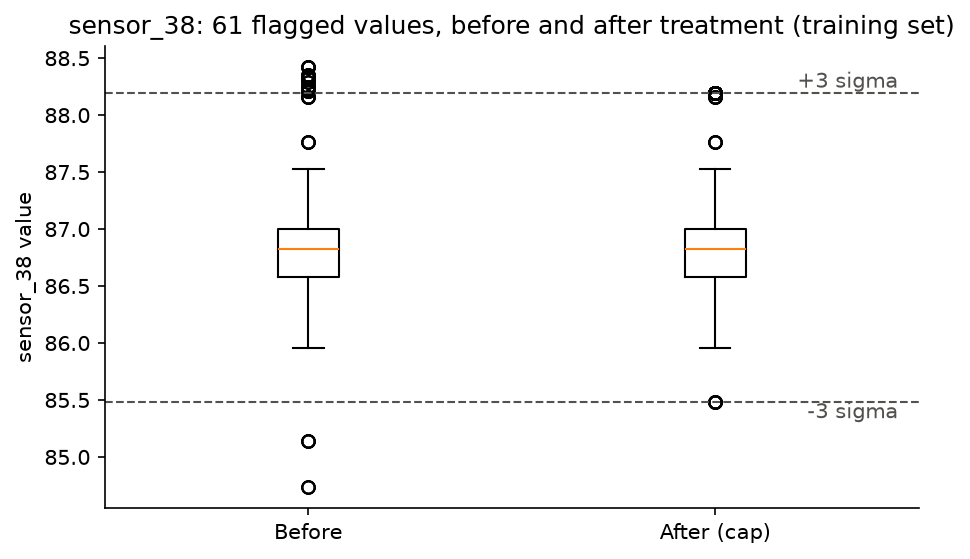 sensor_38: 61 flagged values, before and after treatment (training set)
sensor_38 value
88.5
88.0
87.5
87.0
86.5
86.0
85.5
85.0
+3 sigma
-3 sigma
Before
After (cap)